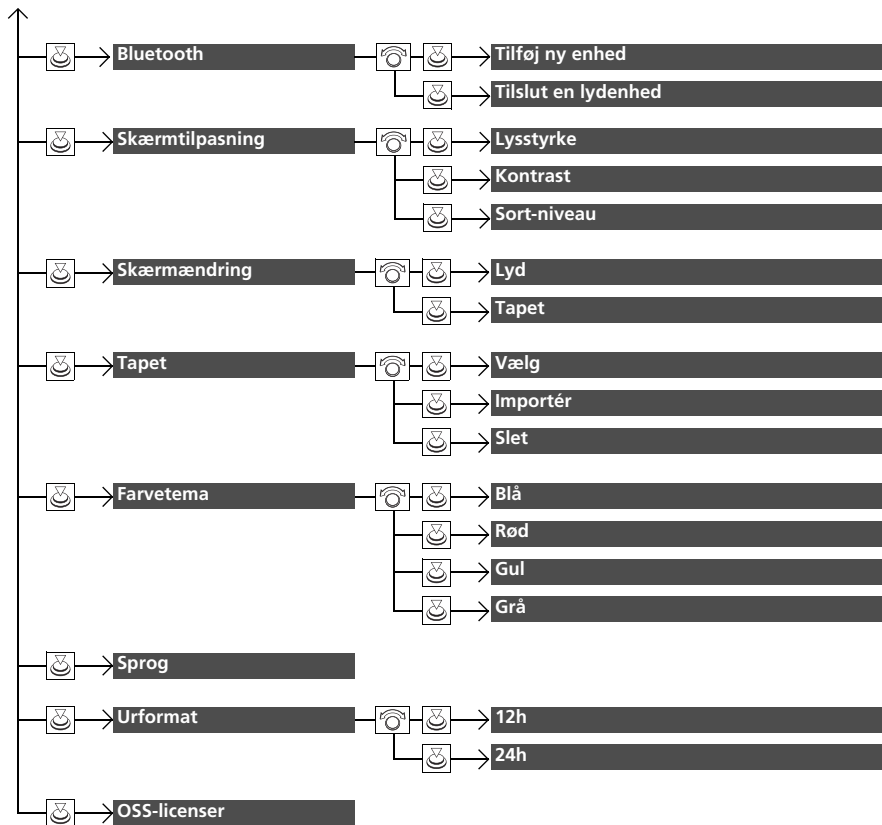 Bluetooth
Tilføj ny enhed
Tilslut en lydenhed
Skærmtilpasning
Lysstyrke
Kontrast
Sort-niveau
Skærmændring
Lyd
Tapet
Tapet
Vælg
Importér
Slet
Farvetema
Blå
Rød
Gul
Grå
Sprog
Urformat
12h
24h
OSS-licenser